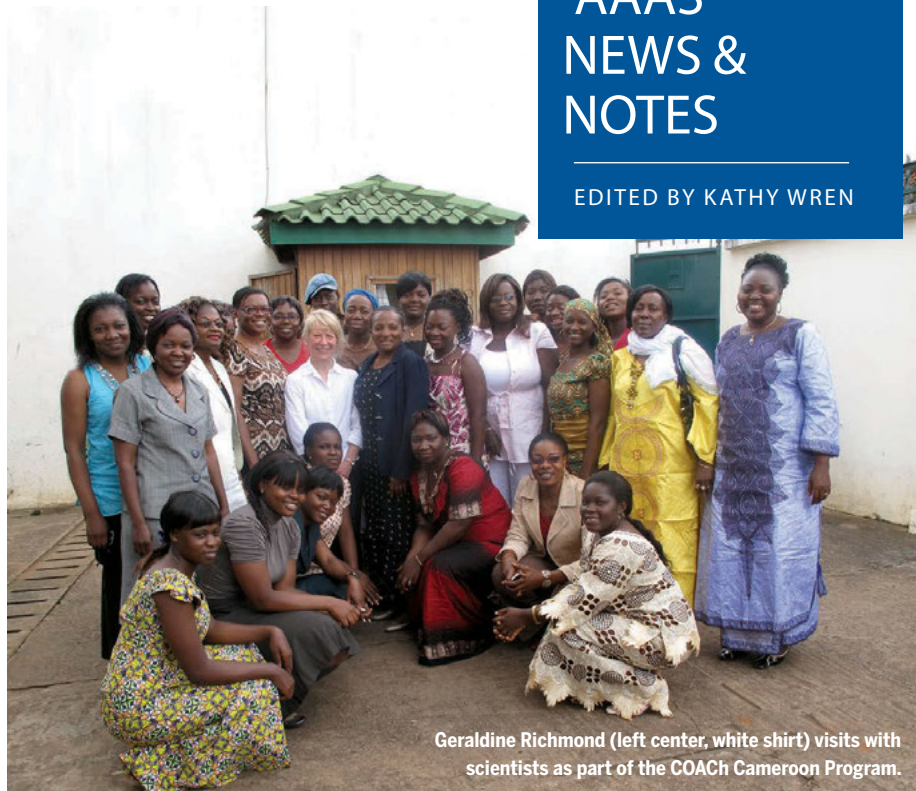 AAAS
NEWS &
NOTES
EDITED BY KATHY WREN
Geraldine Richmond (left center, white shirt) visits with
scientists as part of the COACh Cameroon Program.